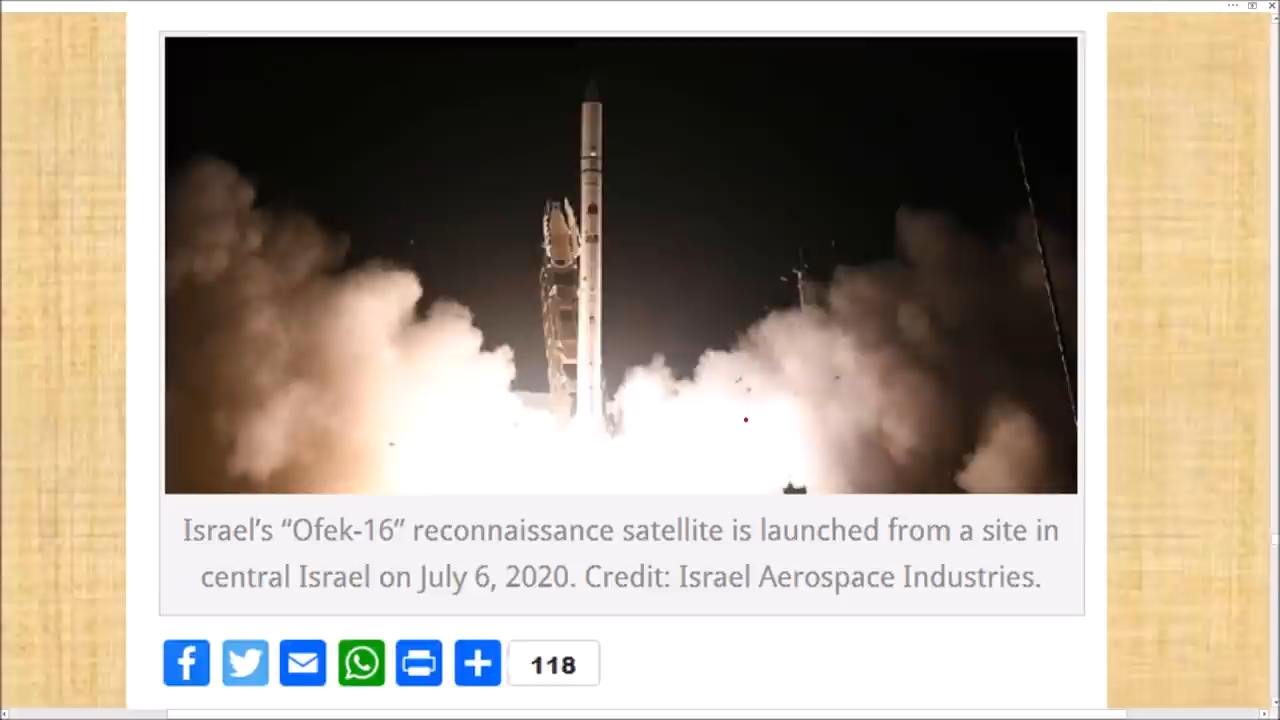 Israel’s “Ofek-16” reconnaissance satellite is launched from a site in
central Israel on July 6, 2020. Credit: Israel Aerospace Industries.
118